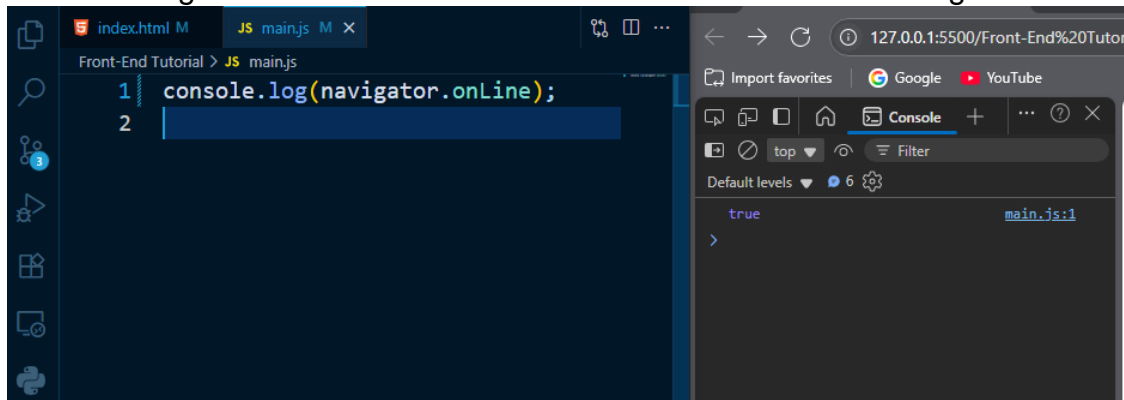 index.html M
JS main.js M
Front-End Tutorial > JS main.js
1 console.log(navigator.onLine);
2
3
127.0.0.1:5500/Front-End%20Tutor
Import favorites
G Google
YouTube
Console
top
Filter
Default levels
6
true
main.js:1
>